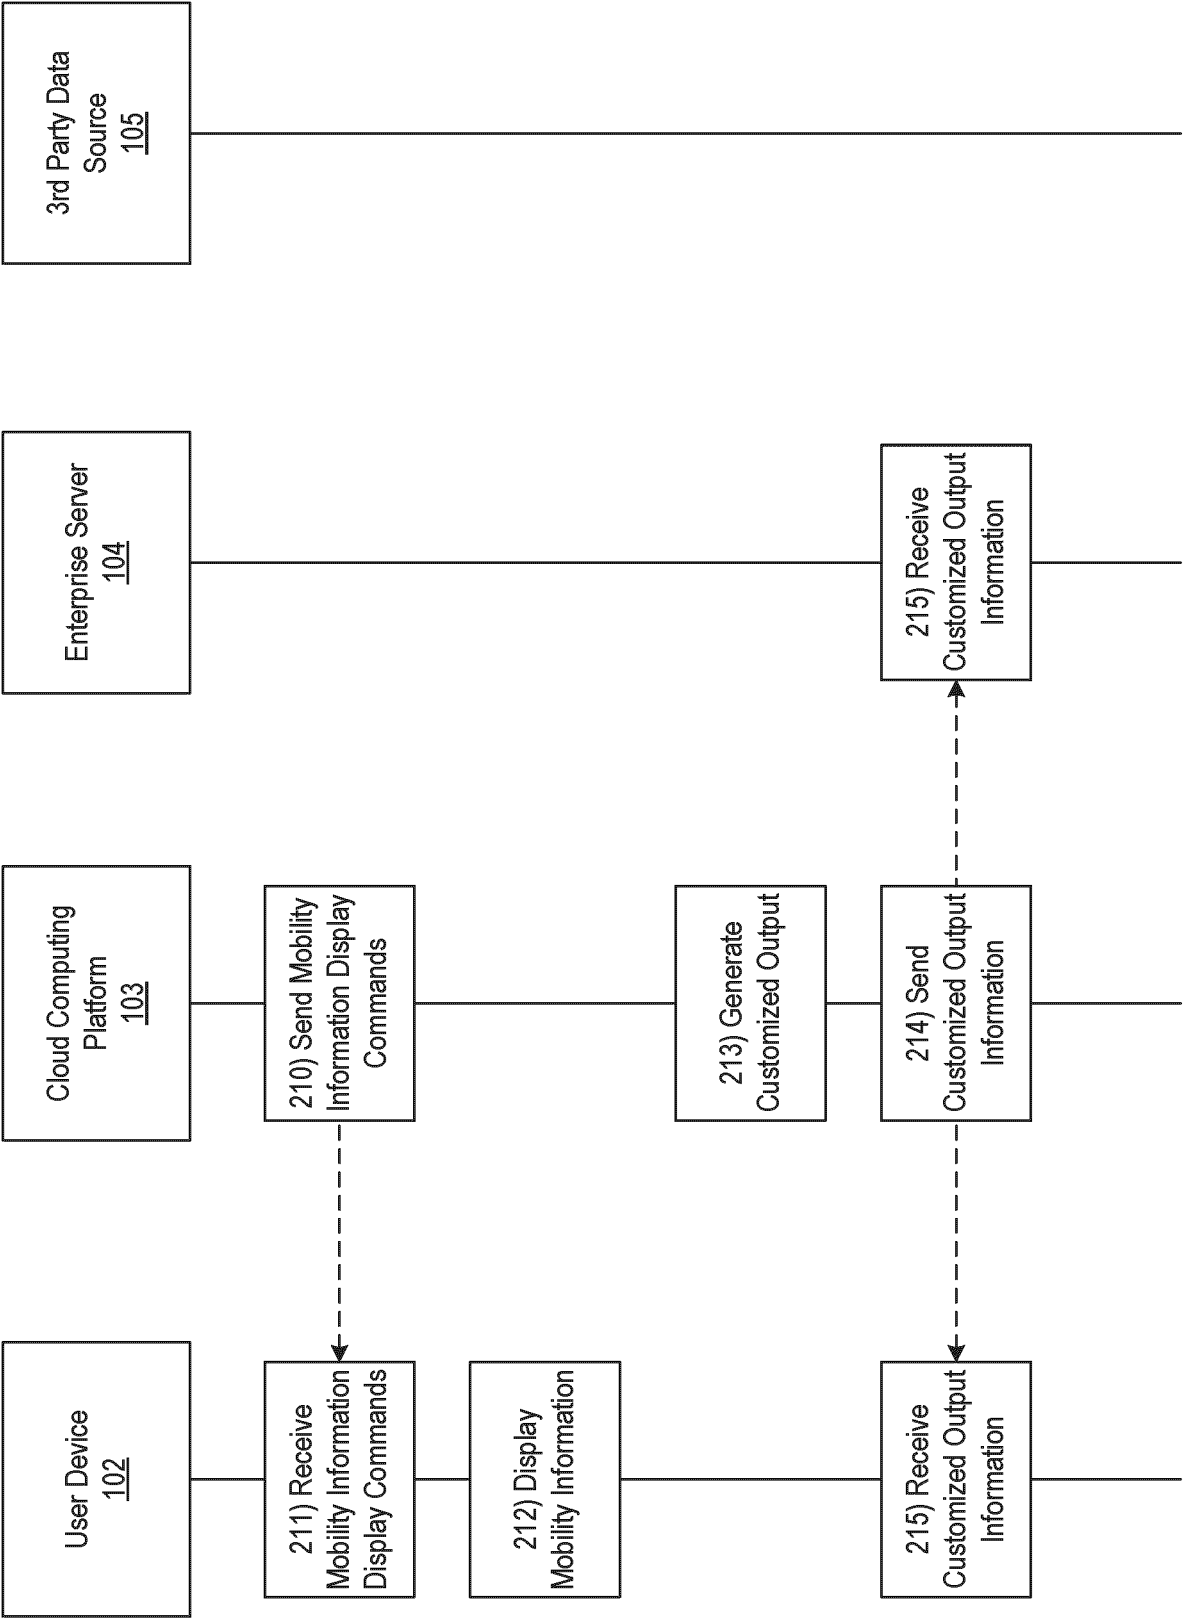 User Device
102
Cloud Computing
Platform
103
Enterprise Server
104
3rd Party Data
Source
105
211) Receive
Mobility Information
Display Commands
210) Send Mobility
Information Display
Commands
212) Display
Mobility Information
213) Generate
Customized Output
215) Receive
Customized Output
Information
214) Send
Customized Output
Information
215) Receive
Customized Output
Information